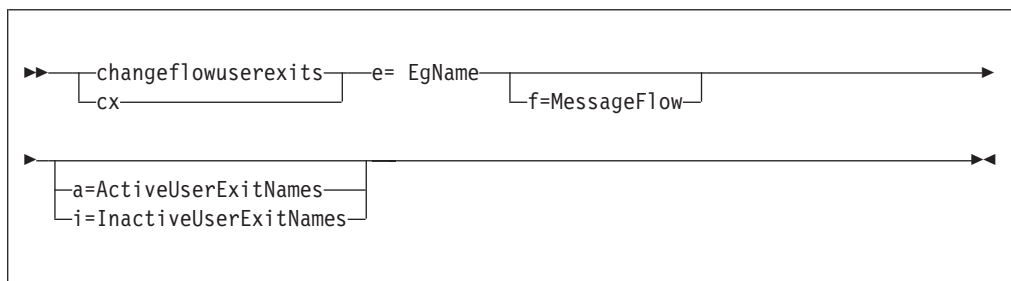 changeflowuserexits e= EgName
cx
f=MessageFlow
a=ActiveUserExitNames
i=InactiveUserExitNames